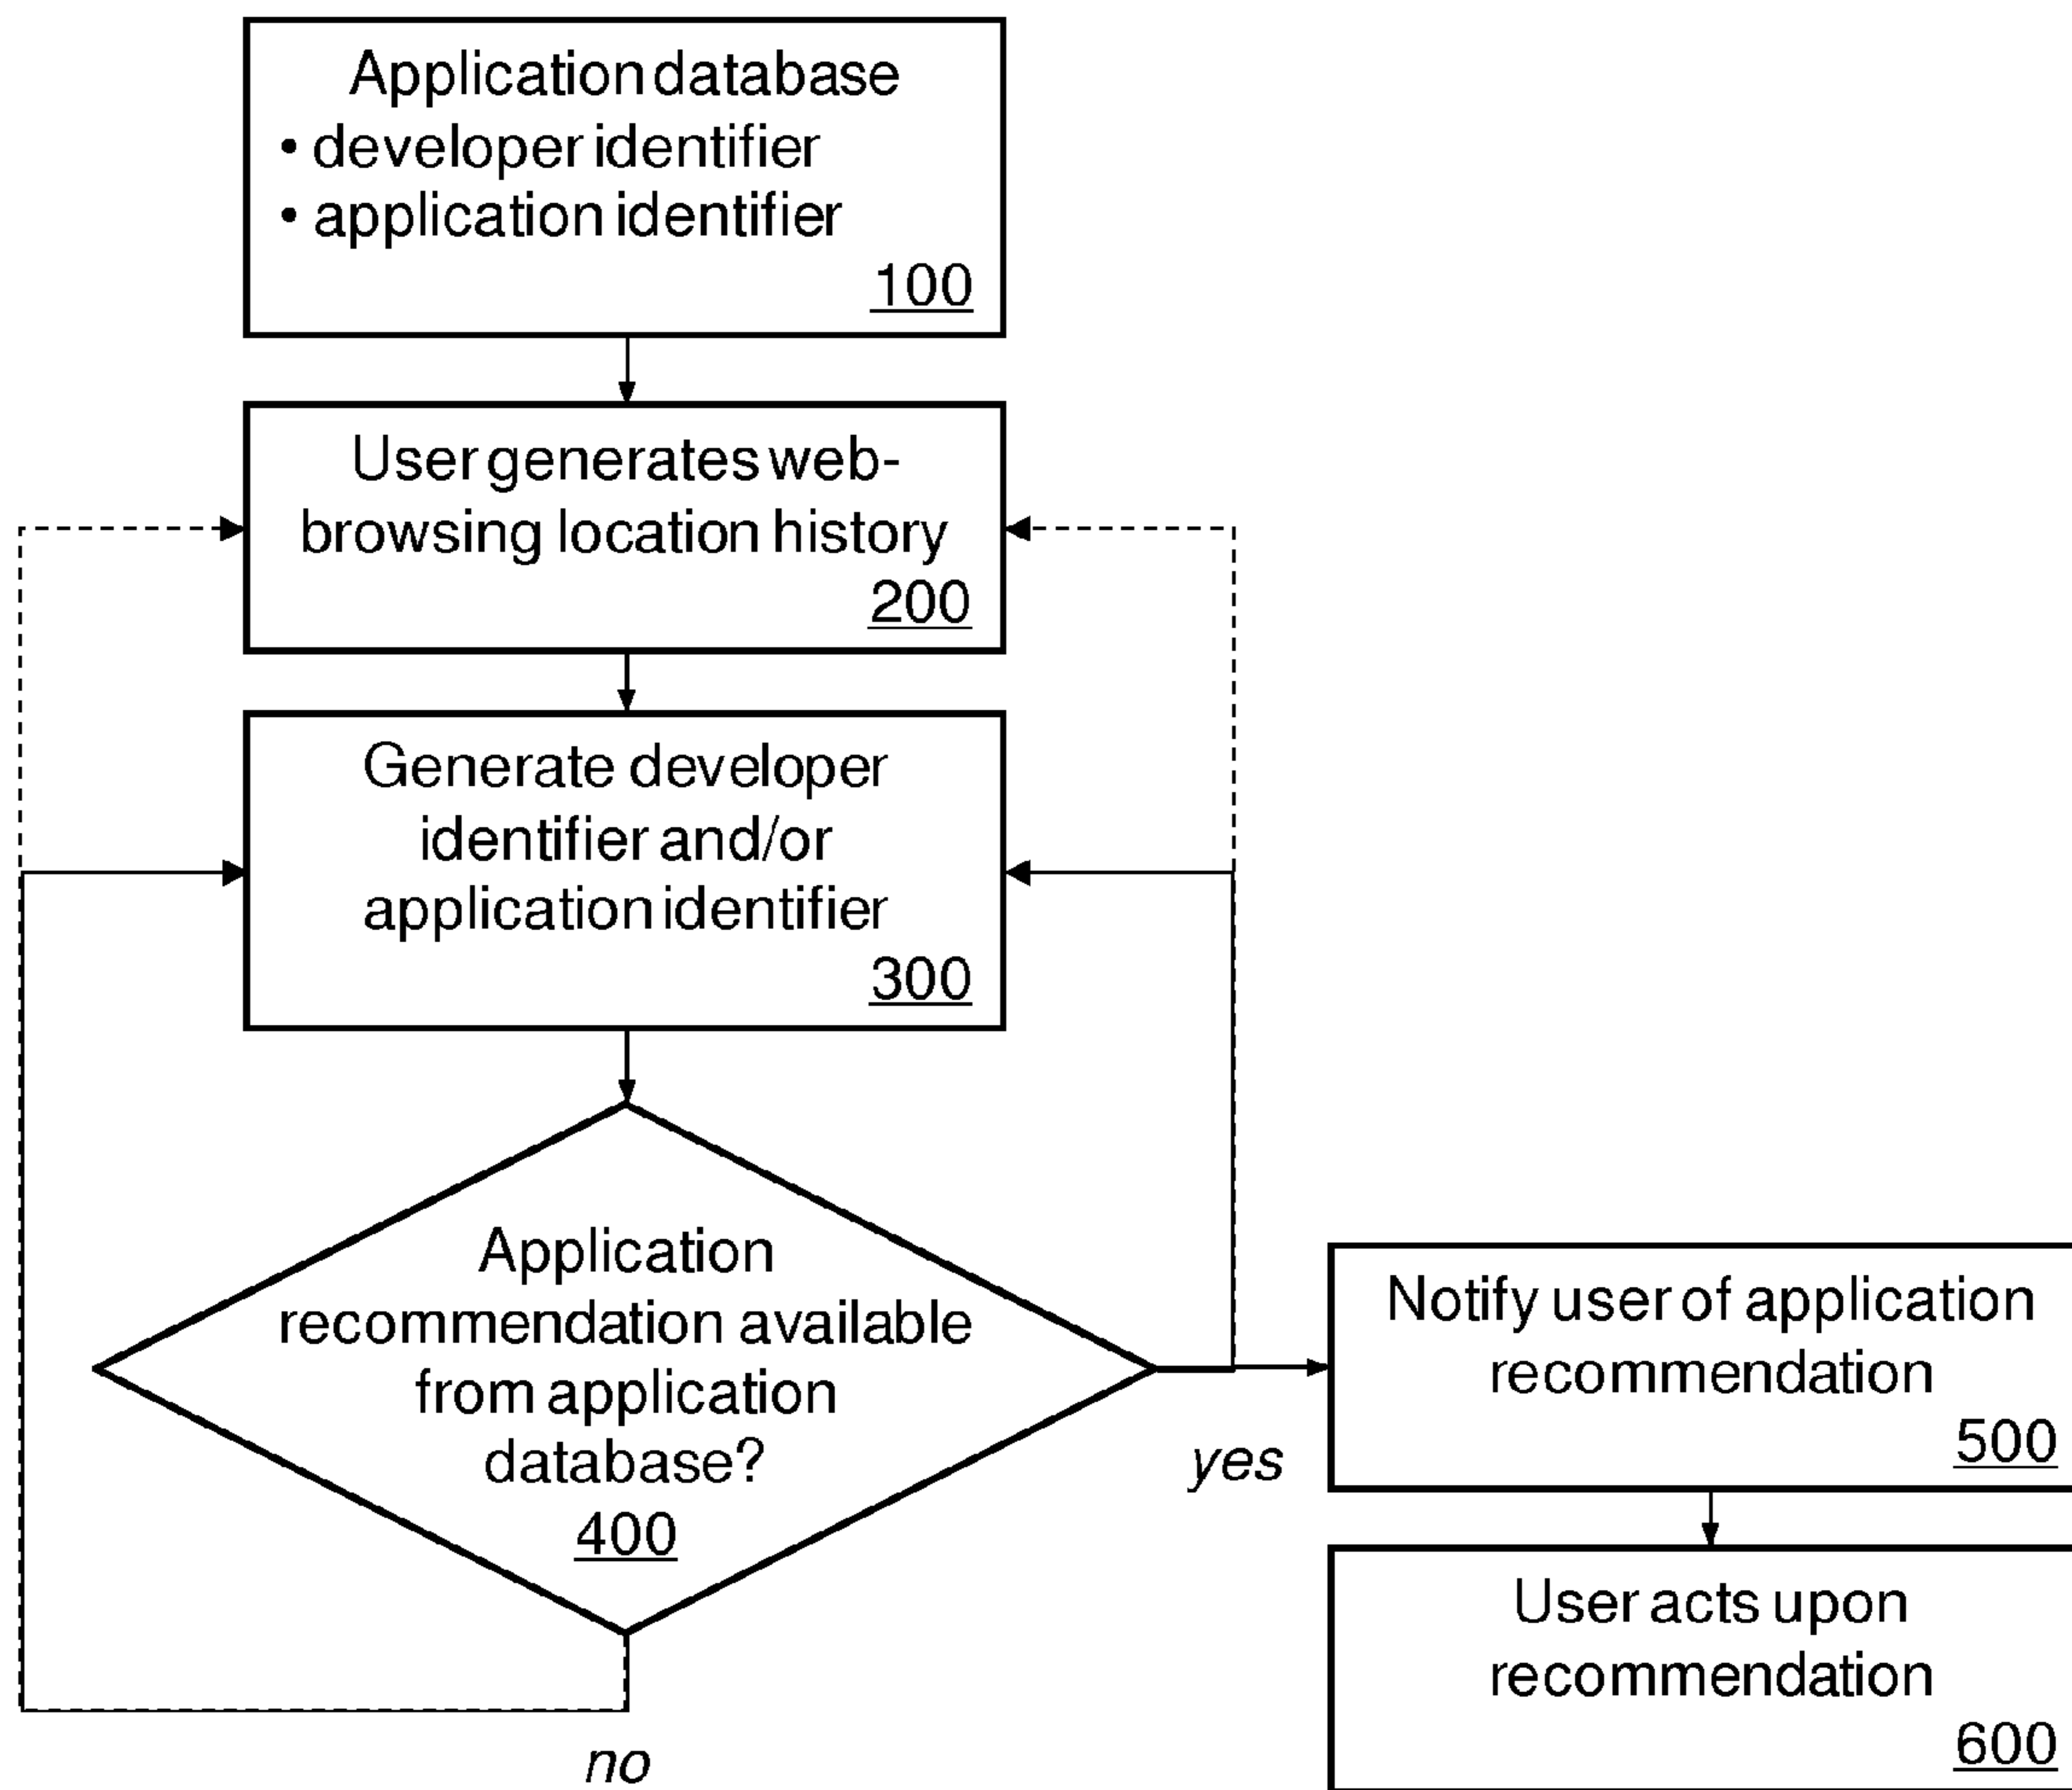 Application database
• developer identifier
• application identifier
100
User generates web-
browsing location history
200
Generate developer
identifier and/or
application identifier
300
Application
recommendation available
from application
database?
400
yes
no
Notify user of application
recommendation
500
User acts upon
recommendation
600